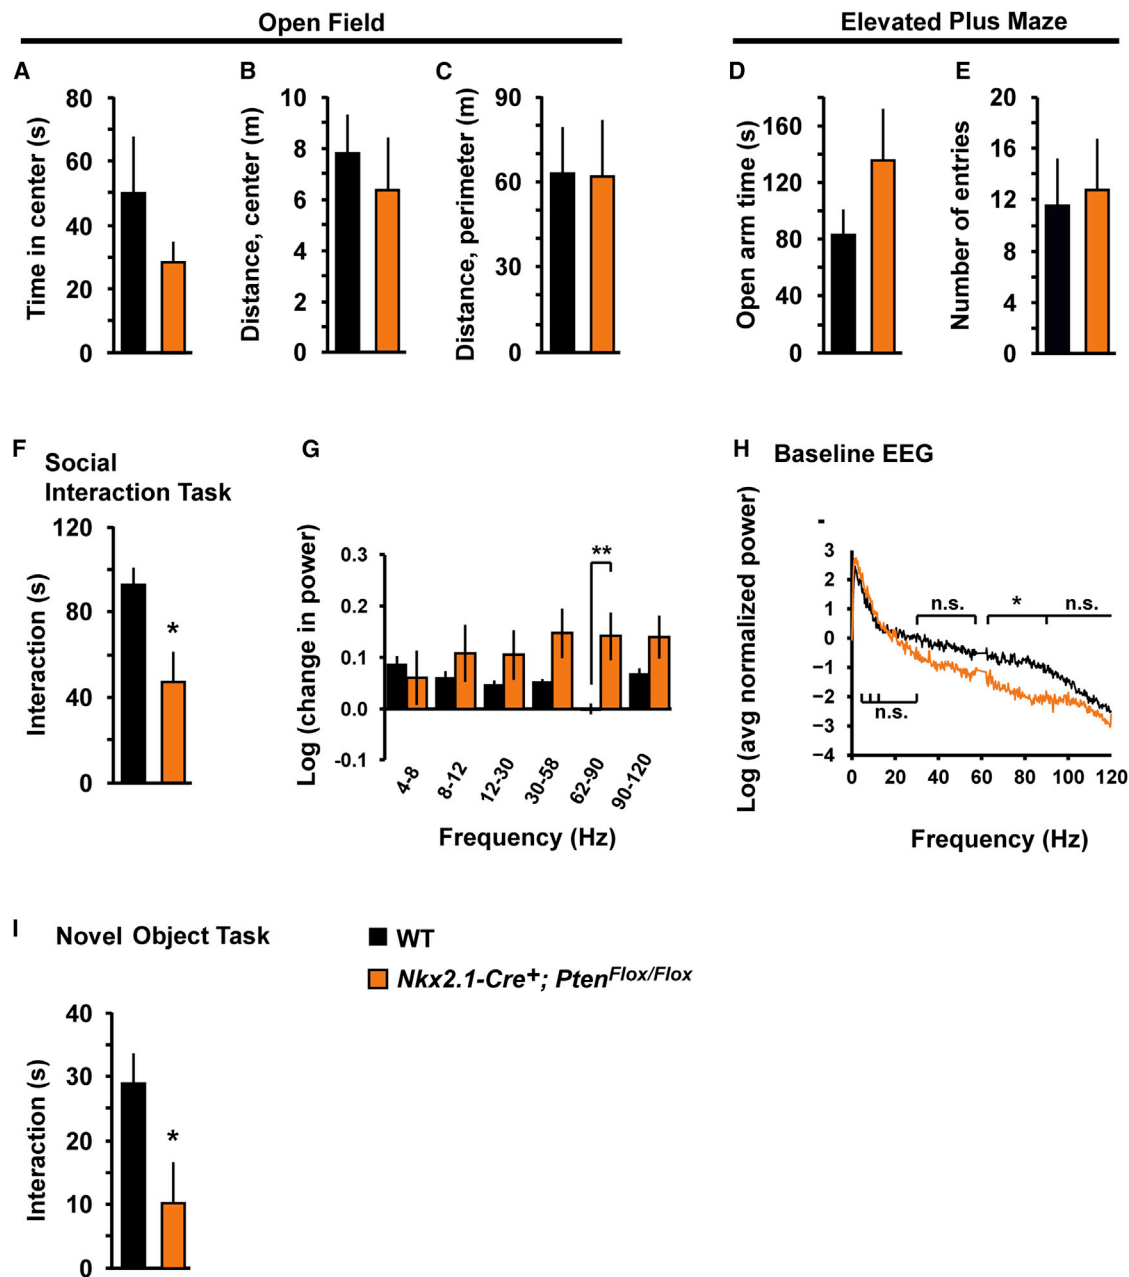 Open Field
Elevated Plus Maze
A
B
C
D
E
Time in center (s)
80
60
40
20
0
Distance, center (m)
10
8
6
4
2
0
Distance, perimeter (m)
90
60
30
0
Open arm time (s)
160
120
80
40
0
Number of entries
20
16
12
8
4
0
F
Social
Interaction Task
Interaction (s)
120
80
40
0
*
G
Log (change in power)
0.3
0.2
0.1
0.0
-0.1
**
4-8
8-12
12-30
30-58
62-90
90-120
Frequency (Hz)
H
Baseline EEG
-
Log (avg normalized power)
3
2
1
0
−1
−2
−3
−4
n.s.
*
n.s.
n.s.
0
20
40
60
80
100
120
Frequency (Hz)
I
Novel Object Task
WT
Nkx2.1-Cre+; PtenFlox/Flox
Interaction (s)
40
30
20
10
0
*